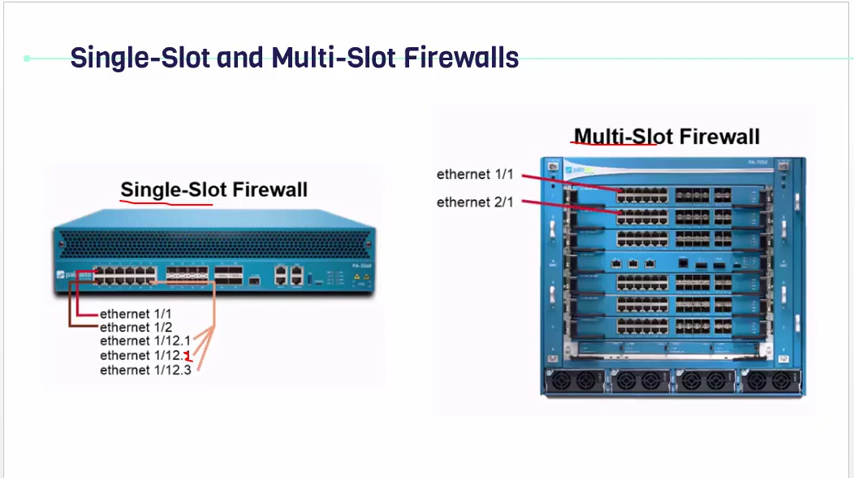 Single-Slot and Multi-Slot Firewalls
Single-Slot Firewall
ethernet 1/1
ethernet 1/2
ethernet 1/12.1
ethernet 1/12.1
ethernet 1/12.3
Multi-Slot Firewall
ethernet 1/1
ethernet 2/1